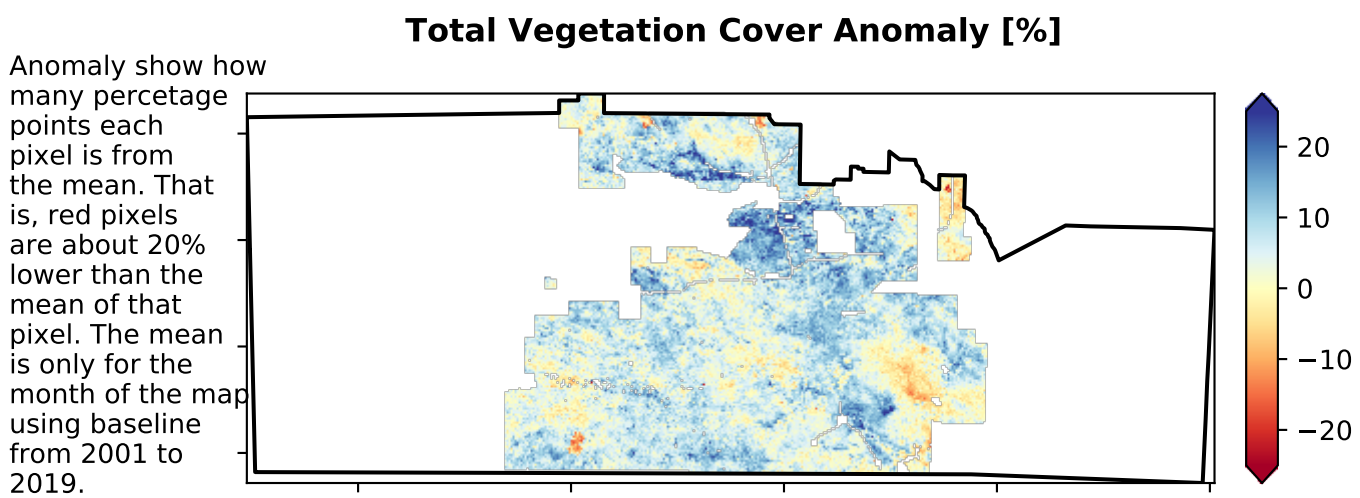 Total Vegetation Cover Anomaly [%]
Anomaly show how
many percetage
points each
pixel is from
the mean. That
is, red pixels
are about 20%
lower than the
mean of that
pixel. The mean
is only for the
month of the map
using baseline
from 2001 to
2019.
20
10
0
−10
−20